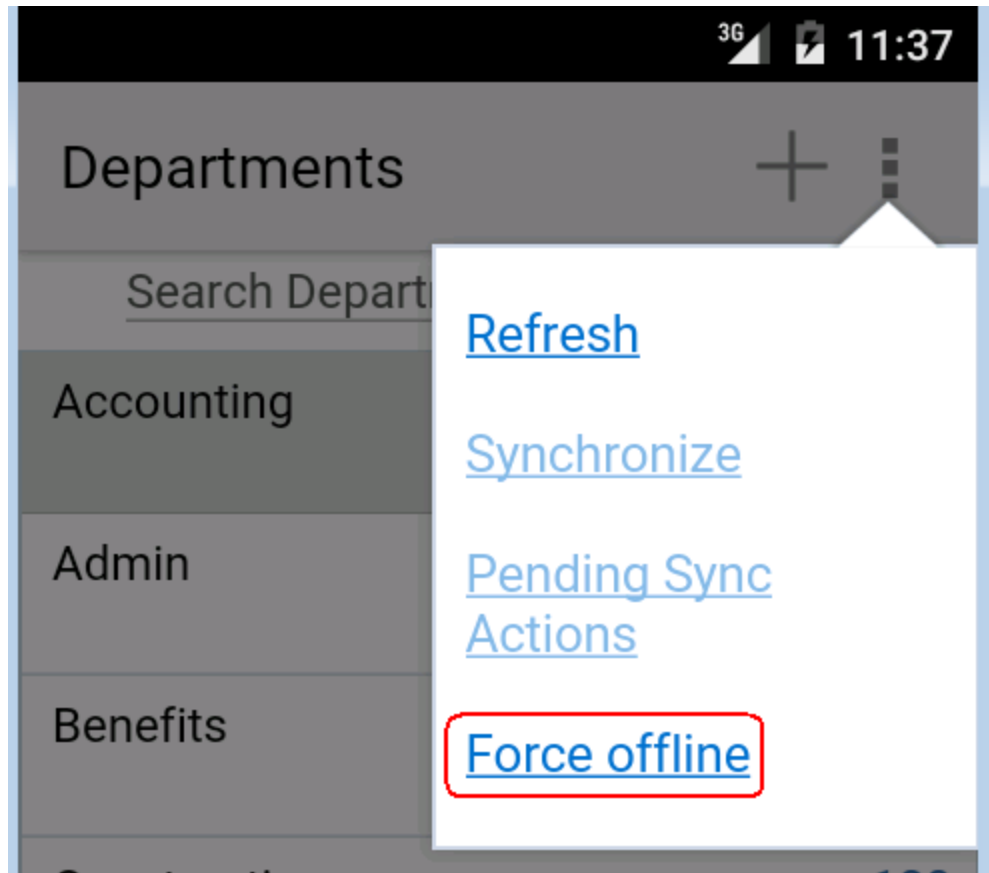 3G 11:37
Departments
Search Depart
Refresh
Accounting
Synchronize
Admin
Pending Sync
Actions
Benefits
Force offline